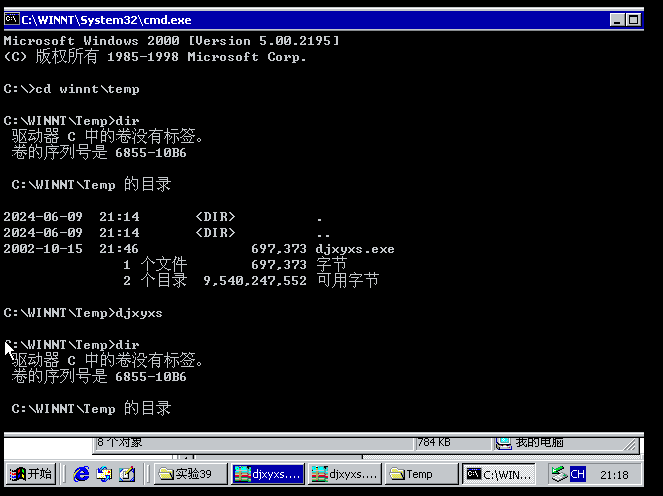 C:\WINNT\System32\cmd.exe
Microsoft Windows 2000 [Version 5.00.2195]
(C) 版权所有 1985-1998 Microsoft Corp.
C:\>cd winnt\temp
C:\WINNT\Temp>dir
驱动器 C 中的卷没有标签。
卷的序列号是 6855-10B6
C:\WINNT\Temp 的目录
2024-06-09  21:14       <DIR>          .
2024-06-09  21:14       <DIR>          ..
2002-10-15  21:46              697,373 djxyxs.exe
1 个文件        697,373 字节
2 个目录  9,540,247,552 可用字节
C:\WINNT\Temp>djxyxs
C:\WINNT\Temp>dir
驱动器 C 中的卷没有标签。
卷的序列号是 6855-10B6
C:\WINNT\Temp 的目录
8 个对象 784 KB 我的电脑
开始 实验39 djxyxs.... djxyxs.... Temp C:\WIN... CH 21:18